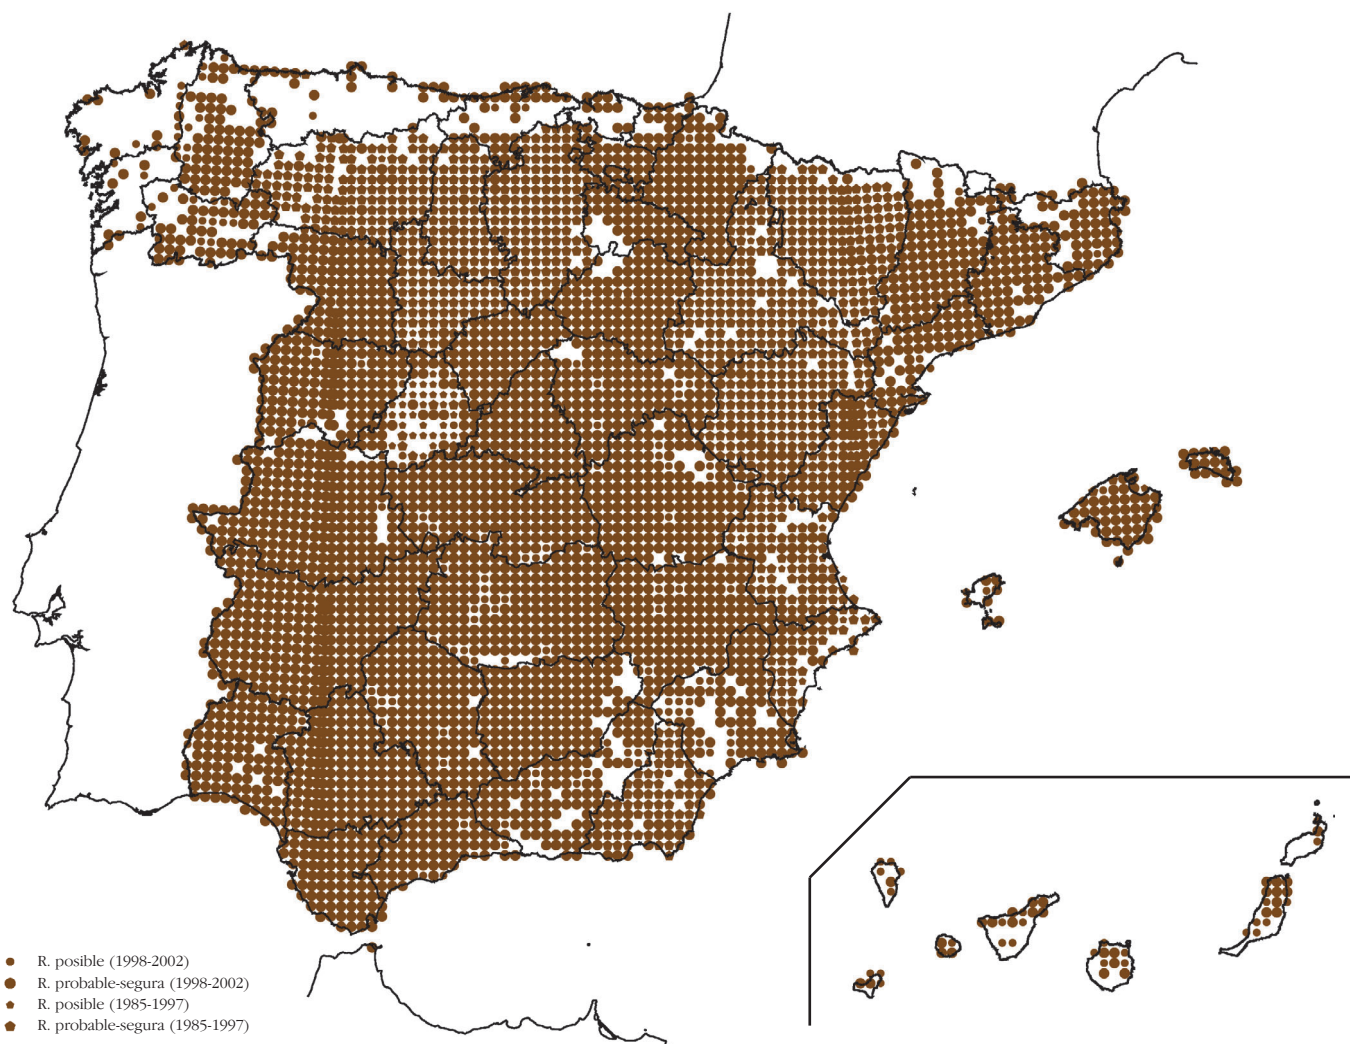 R. posible (1998-2002)
R. probable-segura (1998-2002)
R. posible (1985-1997)
R. probable-segura (1985-1997)